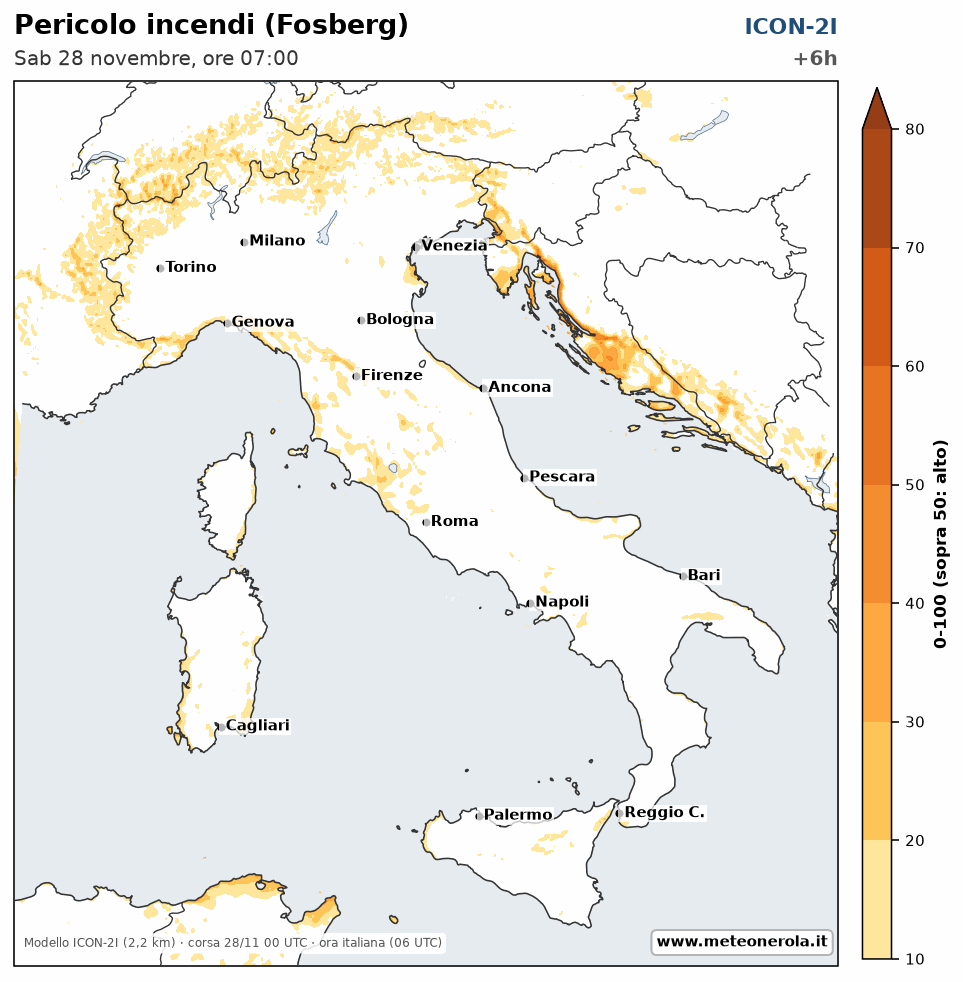 Pericolo incendi (Fosberg)
ICON-2I
Sab 28 novembre, ore 07:00
+6h
80
70
60
50
40
30
20
10
0-100 (sopra 50: alto)
Milano
Venezia
Torino
Genova
Bologna
Firenze
Ancona
Pescara
Roma
Bari
Napoli
Cagliari
Palermo
Reggio C.
Modello ICON-2I (2,2 km) · corsa 28/11 00 UTC · ora italiana (06 UTC)
www.meteonerola.it